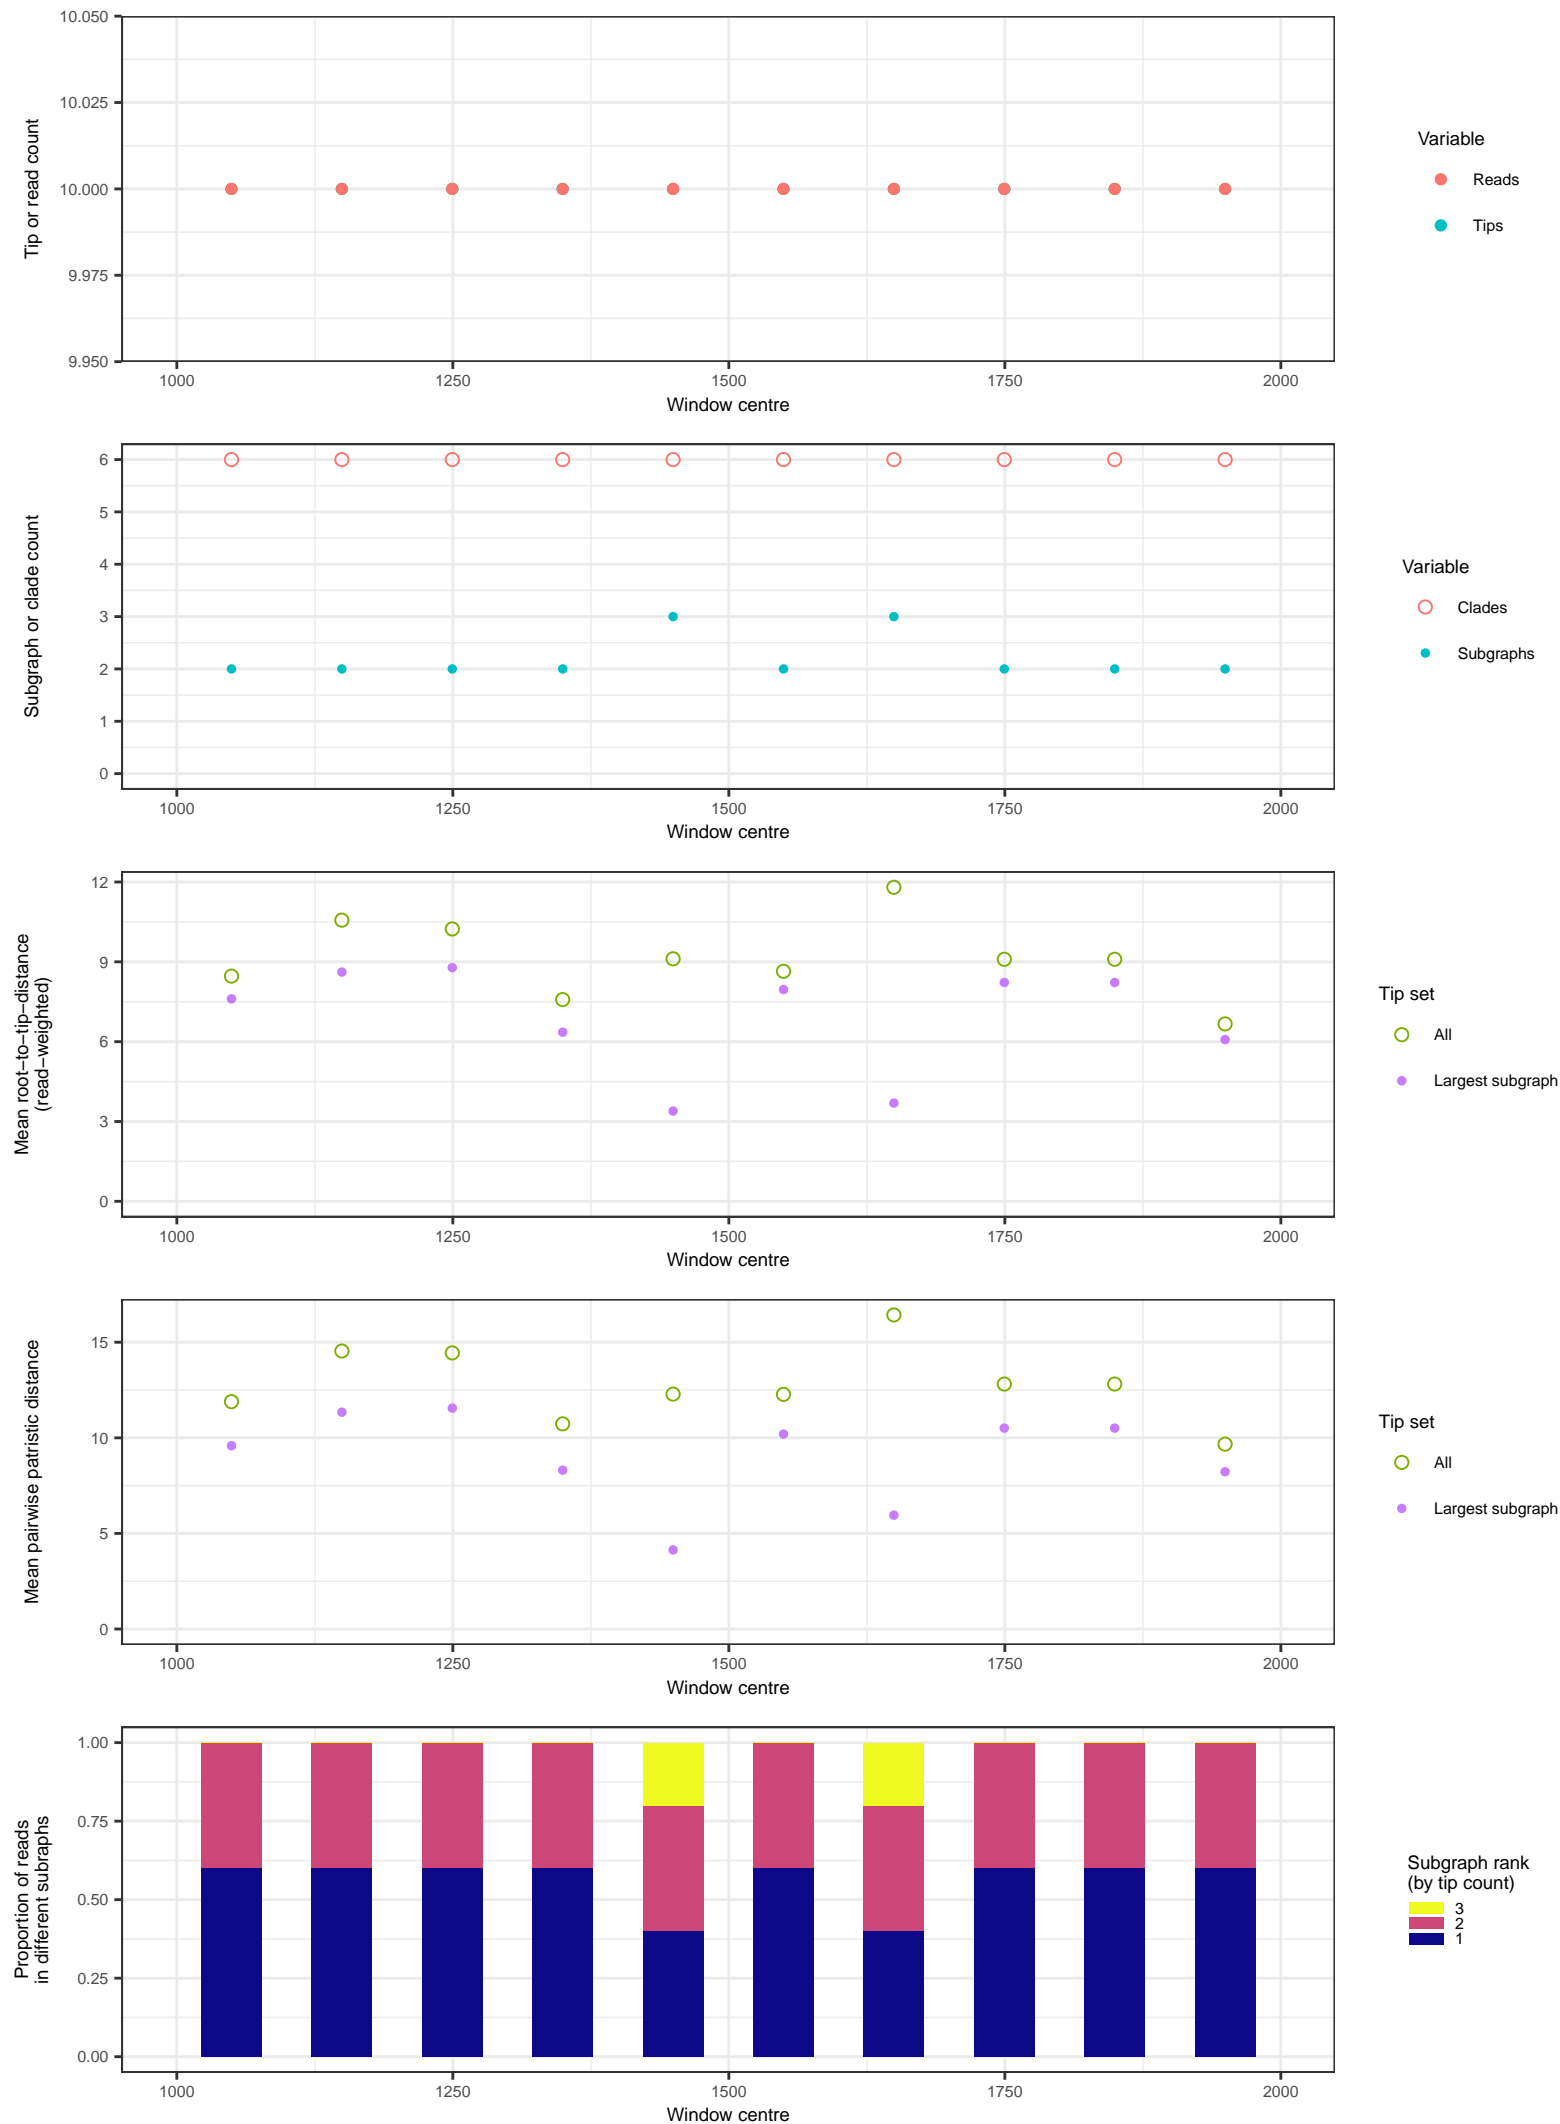 10.050
10.025
10.000
9.975
9.950
Tip or read count
1000 1250 1500 1750 2000
Window centre
Variable
Reads
Tips
6
5
4
3
2
1
0
Subgraph or clade count
1000 1250 1500 1750 2000
Window centre
Variable
Clades
Subgraphs
12
9
6
3
0
Mean root−to−tip−distance
(read−weighted)
1000 1250 1500 1750 2000
Window centre
Tip set
All
Largest subgraph
15
10
5
0
Mean pairwise patristic distance
1000 1250 1500 1750 2000
Window centre
Tip set
All
Largest subgraph
1.00
0.75
0.50
0.25
0.00
Proportion of reads
in different subraphs
1000 1250 1500 1750 2000
Window centre
Subgraph rank
(by tip count)
3
2
1